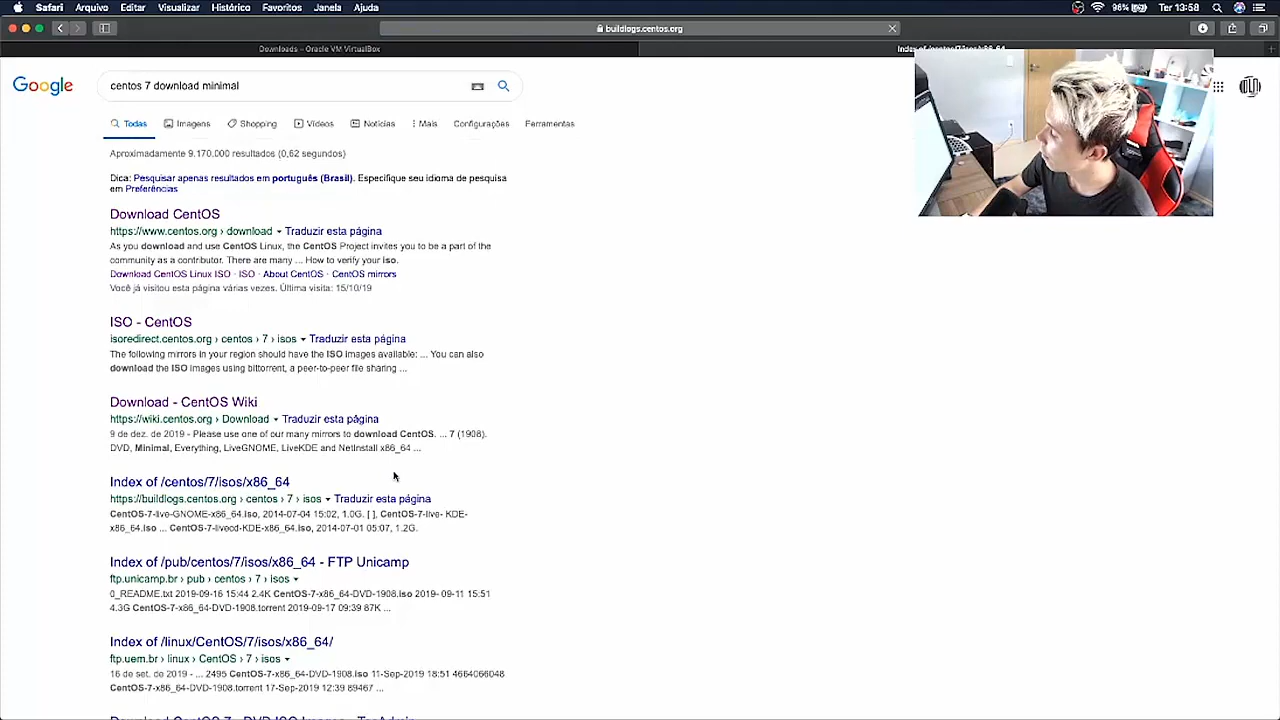 Safari Arquivo Editar Visualizar Histórico Favoritos Janela Ajuda
96% Ter 13:58
buildlogs.centos.org
Downloads – Oracle VM VirtualBox
Index of /centos/7/isos/x86_64
Google
centos 7 download minimal
Todas Imagens Shopping Vídeos Notícias Mais Configurações Ferramentas
Aproximadamente 9.170.000 resultados (0,62 segundos)
Dica: Pesquisar apenas resultados em português (Brasil). Especifique seu idioma de pesquisa
em Preferências
Download CentOS
https://www.centos.org › download Traduzir esta página
As you download and use CentOS Linux, the CentOS Project invites you to be a part of the
community as a contributor. There are many ... How to verify your iso.
Download CentOS Linux ISO · ISO · About CentOS · CentOS mirrors
Você já visitou esta página várias vezes. Última visita: 15/10/19
ISO - CentOS
isoredirect.centos.org › centos › 7 › isos Traduzir esta página
The following mirrors in your region should have the ISO images available: ... You can also
download the ISO images using bittorrent, a peer-to-peer file sharing ...
Download - CentOS Wiki
https://wiki.centos.org › Download Traduzir esta página
9 de dez. de 2019 - Please use one of our many mirrors to download CentOS. ... 7 (1908).
DVD, Minimal, Everything, LiveGNOME, LiveKDE and NetInstall x86_64 ...
Index of /centos/7/isos/x86_64
https://buildlogs.centos.org › centos › 7 › isos Traduzir esta página
CentOS-7-live-GNOME-x86_64.iso, 2014-07-04 15:02, 1.0G. [ ], CentOS-7-live- KDE-
x86_64.iso ... CentOS-7-livecd-KDE-x86_64.iso, 2014-07-01 05:07, 1.2G.
Index of /pub/centos/7/isos/x86_64 - FTP Unicamp
ftp.unicamp.br › pub › centos › 7 › isos
0_README.txt 2019-09-16 15:44 2.4K CentOS-7-x86_64-DVD-1908.iso 2019- 09-11 15:51
4.3G CentOS-7-x86_64-DVD-1908.torrent 2019-09-17 09:39 87K ...
Index of /linux/CentOS/7/isos/x86_64/
ftp.uem.br › linux › CentOS › 7 › isos
16 de set. de 2019 - ... 2495 CentOS-7-x86_64-DVD-1908.iso 11-Sep-2019 18:51 4664066048
CentOS-7-x86_64-DVD-1908.torrent 17-Sep-2019 12:39 89467 ...
Download CentOS 7 - DVD ISO Images - TecAdmin